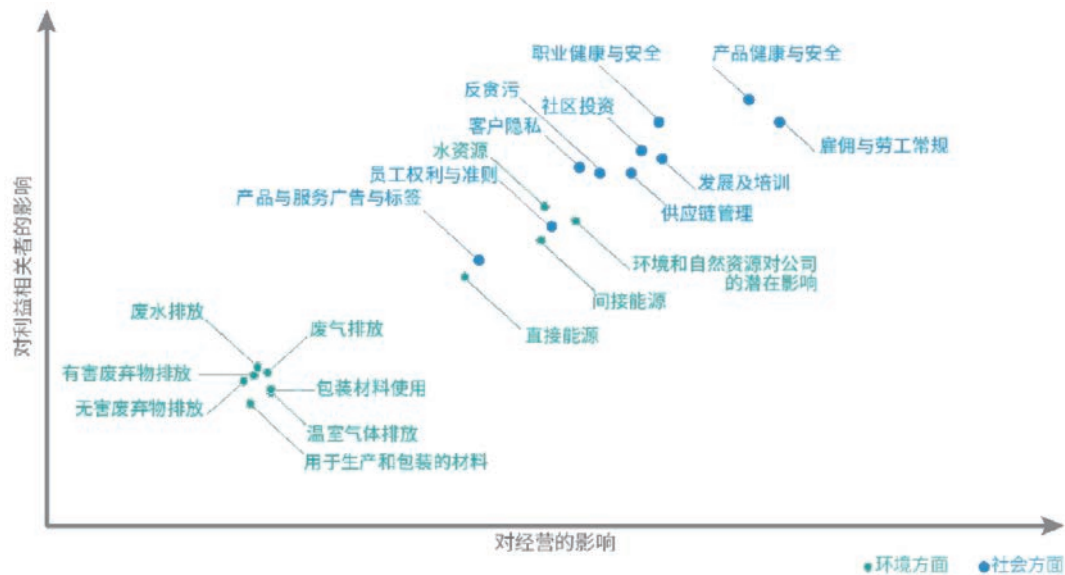 职业健康与安全
产品健康与安全
反贪污
社区投资
客户隐私
水资源
雇佣与劳工常规
员工权利与准则
发展及培训
产品与服务广告与标签
供应链管理
环境和自然资源对公司
的潜在影响
间接能源
直接能源
废水排放
废气排放
有害废弃物排放
包装材料使用
无害废弃物排放
温室气体排放
用于生产和包装的材料
对利益相关者的影响
对经营的影响
环境方面
社会方面